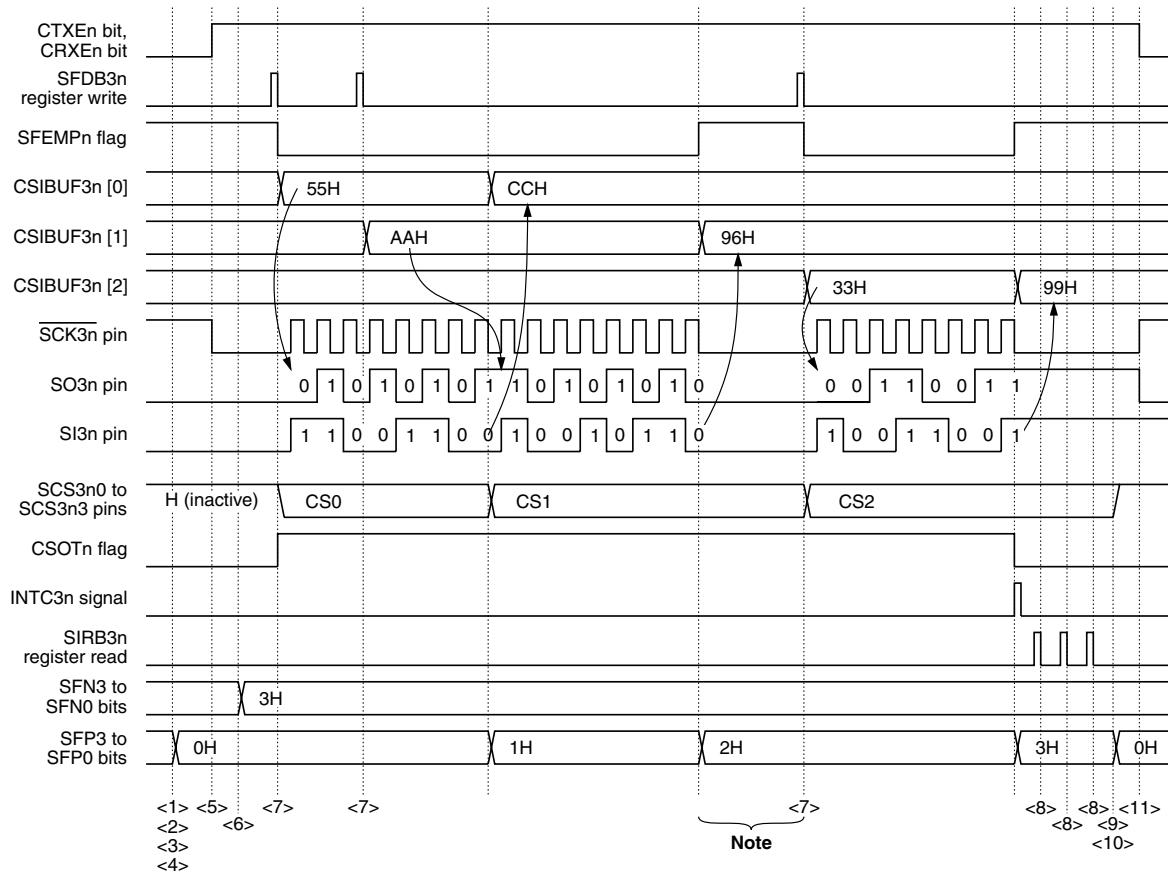 CTXEn bit,
CRXEn bit
SFDB3n
register write
SFEMPn flag
CSIBUF3n [0] 55H CCH
CSIBUF3n [1] AAH 96H
CSIBUF3n [2] 33H 99H
SCK3n pin
SO3n pin 0 1 0 1 0 1 0 1 1 0 1 0 1 0 1 0 0 0 1 1 0 0 1 1
SI3n pin 1 1 0 0 1 1 0 0 1 0 0 1 0 1 1 0 1 0 0 1 1 0 0 1
SCS3n0 to
SCS3n3 pins
H (inactive) CS0 CS1 CS2
CSOTn flag
INTC3n signal
SIRB3n
register read
SFN3 to
SFN0 bits
3H
SFP3 to
SFP0 bits
0H 1H 2H 3H 0H
<1> <5> <7> <7> <7> <8> <8> <11>
<2> <6> <8> <9>
<3> Note <10>
<4>